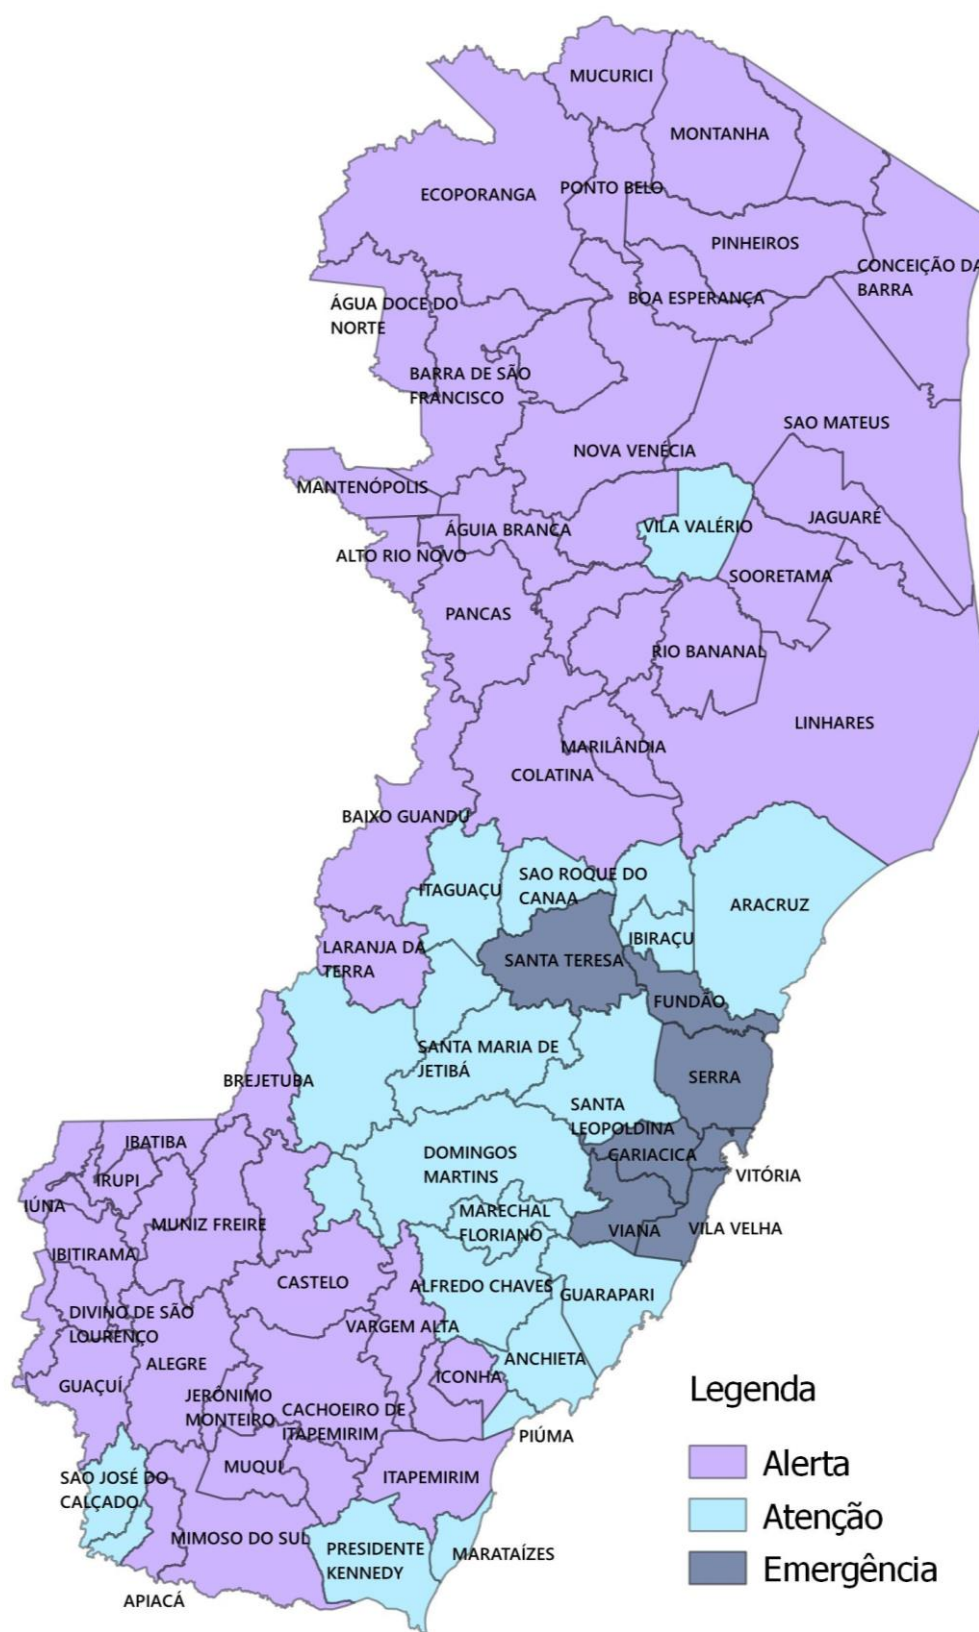 MUCURICI
MONTANHA
ECOPORANGA
PONTO BELO
PINHEIROS
CONCEIÇÃO DA
BARRA
BOA ESPERANÇA
ÁGUA DOCE DO
NORTE
BARRA DE SÃO
FRANCISCO
SAO MATEUS
NOVA VENÉCIA
MANTENÓPOLIS
JAGUARÉ
VILA VALÉRIO
ÁGUIA BRANCA
ALTO RIO NOVO
SOORETAMA
PANCAS
RIO BANANAL
LINHARES
MARILÂNDIA
COLATINA
BAIXO GUANDU
SAO ROQUE DO
CANAA
ITAGUAÇU
ARACRUZ
IBIRAÇU
LARANJA DA
TERRA
SANTA TERESA
FUNDÃO
SANTA MARIA DE
JETIBÁ
SERRA
BREJETUBA
SANTA
LEOPOLDINA
IBATIBA
DOMINGOS
MARTINS
CARIACICA
VITÓRIA
IRUPI
IÚNA
MUNIZ FREIRE
MARECHAL
FLORIANO
VIANA
VILA VELHA
IBITIRAMA
CASTELO
ALFREDO CHAVES
GUARAPARI
DIVINO DE SÃO
LOURENÇO
VARGEM ALTA
ALEGRE
ANCHIETA
GUAÇUÍ
ICONHA
JERÔNIMO
MONTEIRO
CACHOEIRO DE
ITAPEMIRIM
PIÚMA
MUQUI
SAO JOSÉ DO
CALÇADO
ITAPEMIRIM
MIMOSO DO SUL
PRESIDENTE
KENNEDY
MARATAÍZES
APIACÁ
Legenda
Alerta
Atenção
Emergência